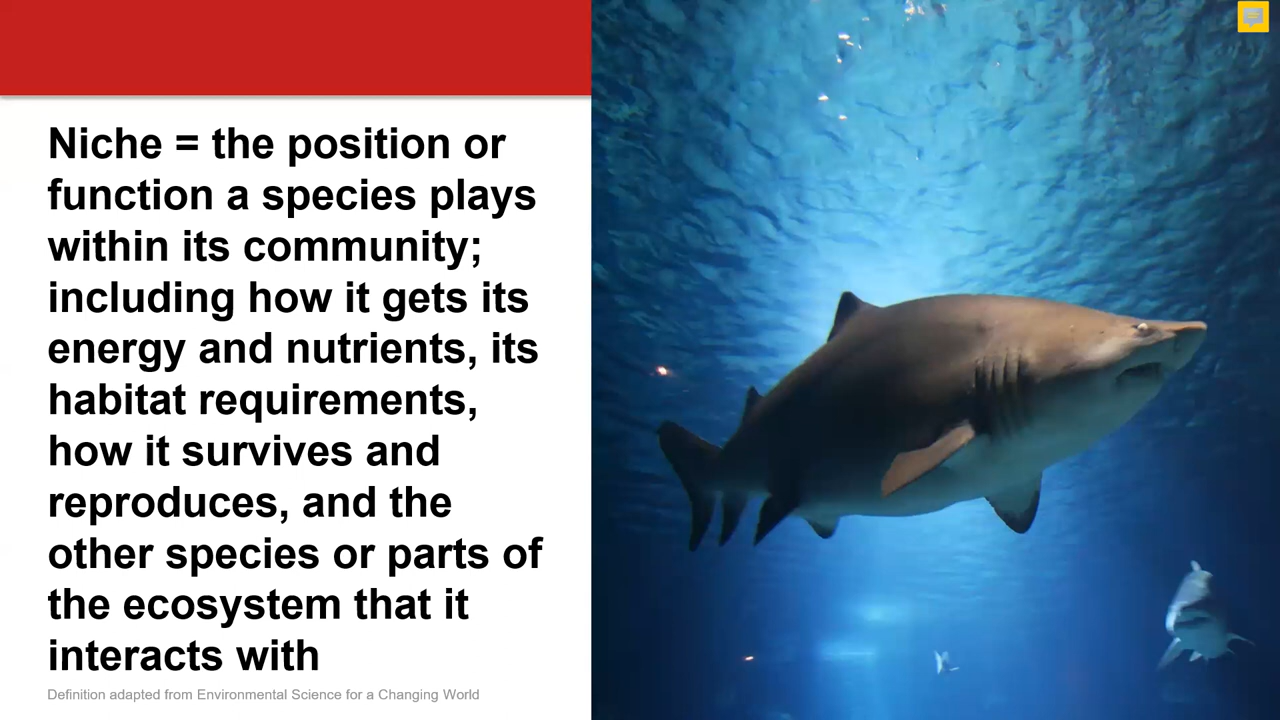 Niche = the position or
function a species plays
within its community;
including how it gets its
energy and nutrients, its
habitat requirements,
how it survives and
reproduces, and the
other species or parts of
the ecosystem that it
interacts with
Definition adapted from Environmental Science for a Changing World